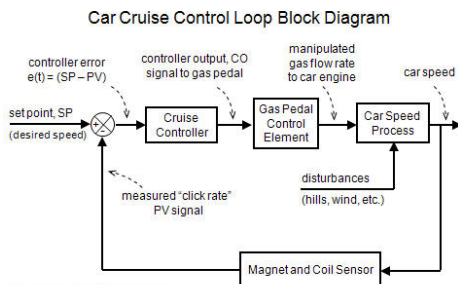 Car Cruise Control Loop Block Diagram
controller error
e(t) = (SP – PV)
controller output, CO
signal to gas pedal
manipulated
gas flow rate
to car engine
car speed
set point, SP
(desired speed)
+
-
Cruise
Controller
Gas Pedal
Control
Element
Car Speed
Process
measured “click rate”
PV signal
disturbances
(hills, wind, etc.)
Magnet and Coil Sensor